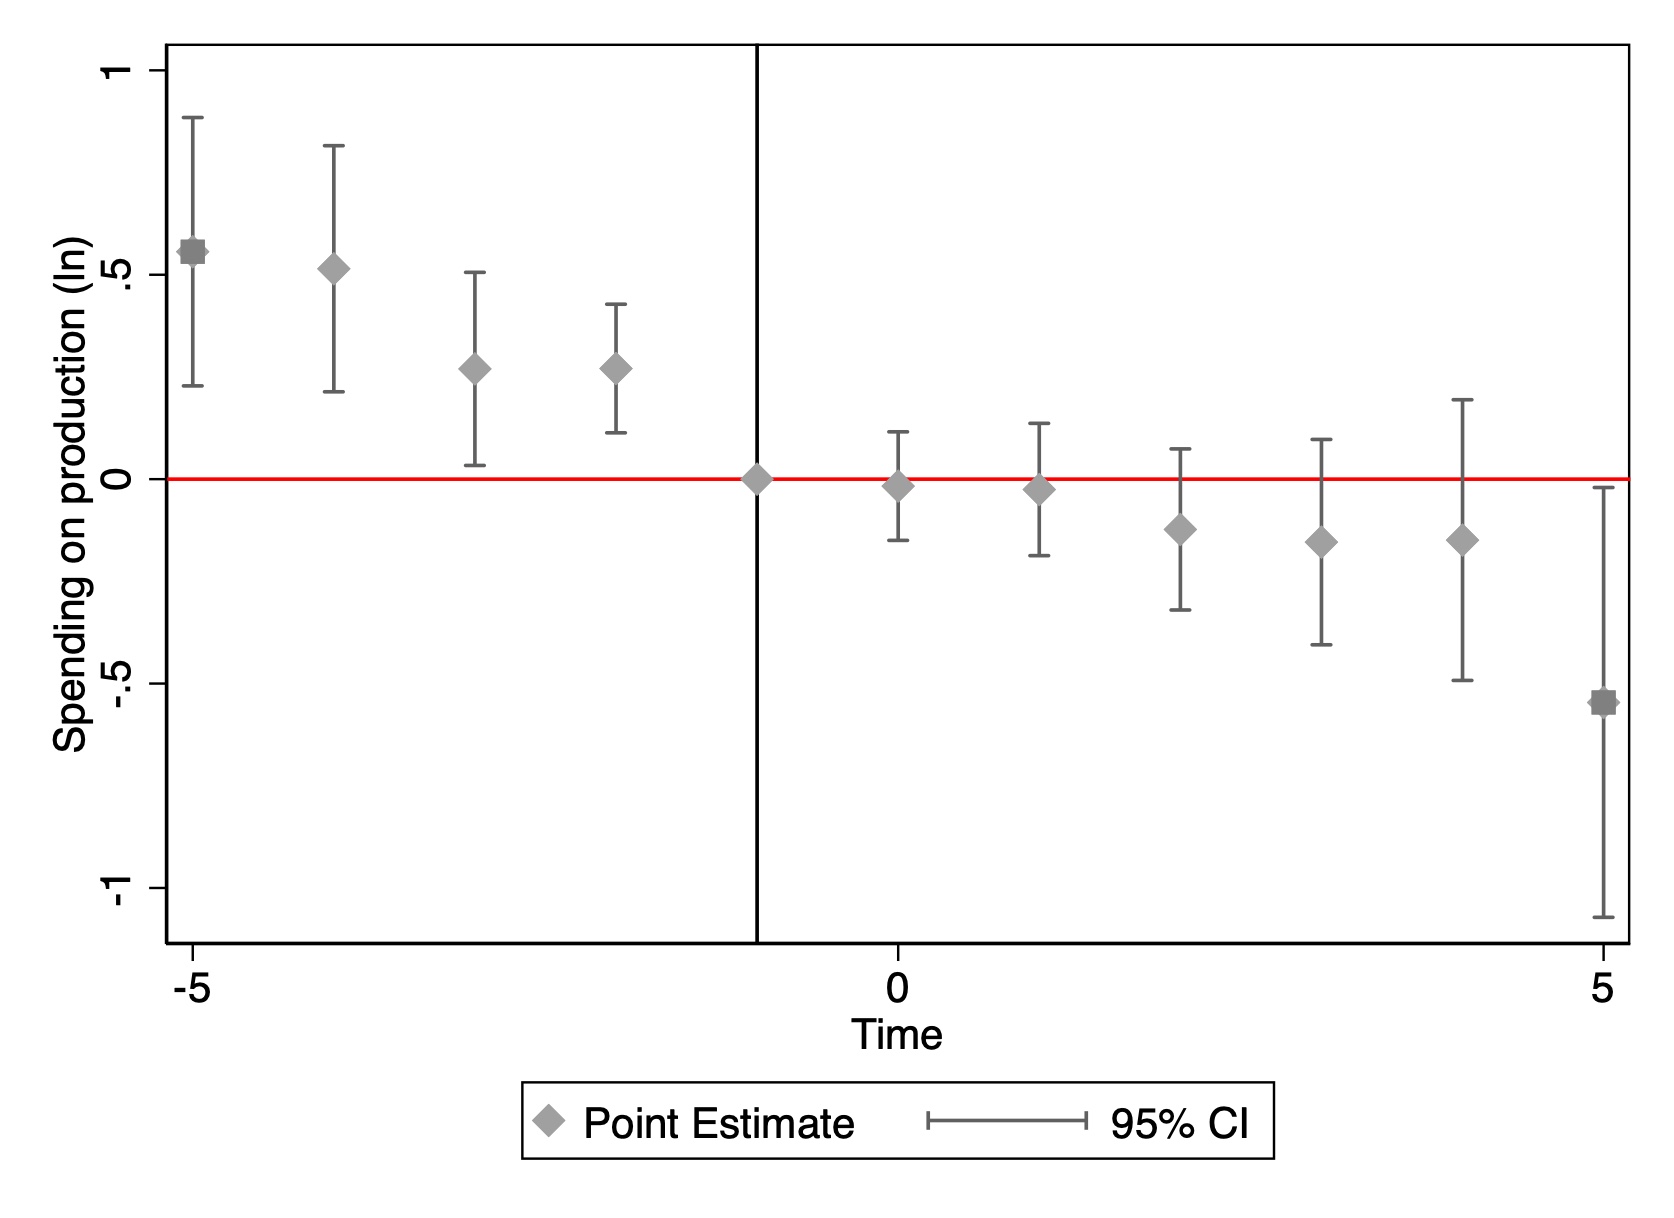 Spending on production (ln)
1
.5
0
-.5
-1
-5 0 5
Time
Point Estimate 95% CI